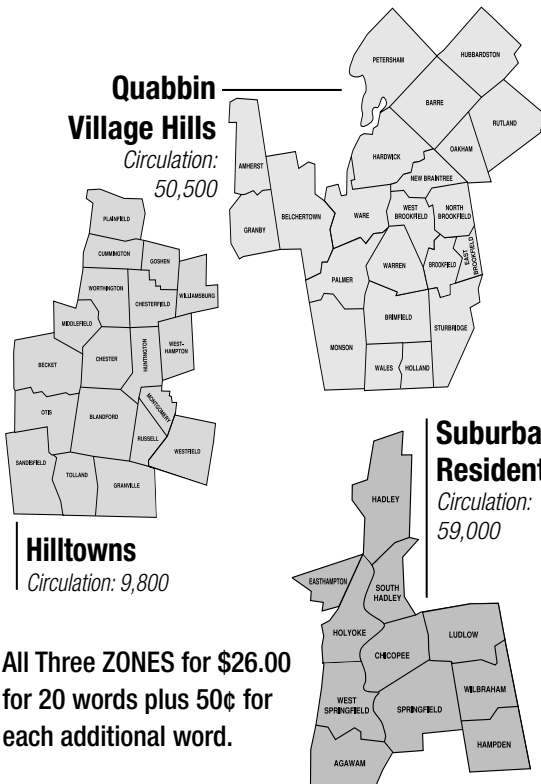 Quabbin
Village Hills
Circulation:
50,500
PETERSHAM
HUBBARDSTON
BARRE
RUTLAND
HARDWICK
OAKHAM
NEW BRAINTREE
AMHERST
BELCHERTOWN
GRANBY
WARE
WEST
BROOKFIELD
NORTH
BROOKFIELD
WARREN
BROOKFIELD
EAST
BROOKFIELD
PALMER
BRIMFIELD
STURBRIDGE
MONSON
WALES
HOLLAND
PLAINFIELD
CUMMINGTON
GOSHEN
WORTHINGTON
CHESTERFIELD
WILLIAMSBURG
MIDDLEFIELD
BECKET
CHESTER
HUNTINGTON
WEST-
HAMPTON
OTIS
BLANDFORD
MONTGOMERY
RUSSELL
WESTFIELD
SANDISFIELD
TOLLAND
GRANVILLE
Hilltowns
Circulation: 9,800
Suburba
Resident
Circulation:
59,000
HADLEY
EASTHAMPTON
SOUTH
HADLEY
HOLYOKE
CHICOPEE
LUDLOW
WEST
SPRINGFIELD
SPRINGFIELD
WILBRAHAM
HAMPDEN
AGAWAM
All Three ZONES for $26.00
for 20 words plus 50¢ for
each additional word.